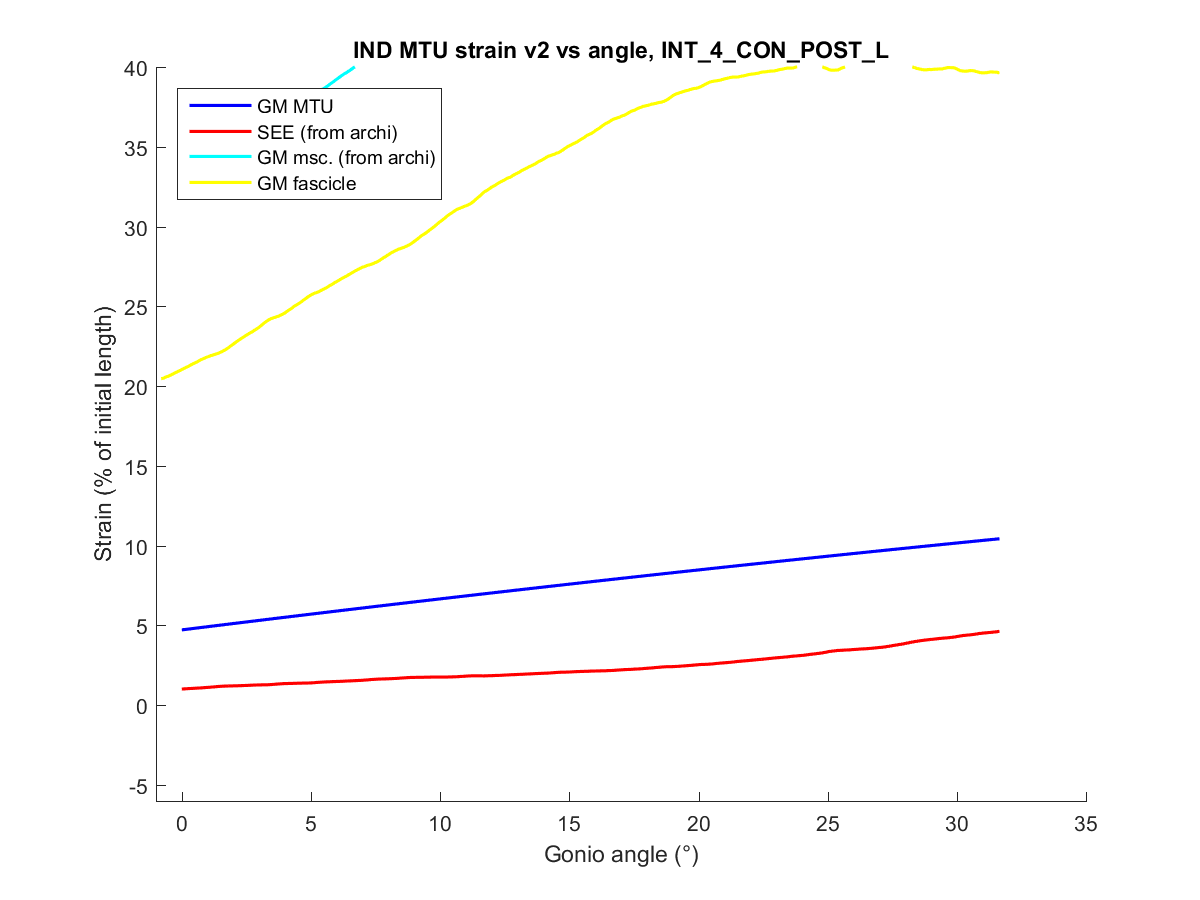 IND MTU strain v2 vs angle, INT_4_CON_POST_L
40
35
30
25
20
15
10
5
0
-5
GM MTU
SEE (from archi)
GM msc. (from archi)
GM fascicle
Strain (% of initial length)
0 5 10 15 20 25 30 35
Gonio angle (°)